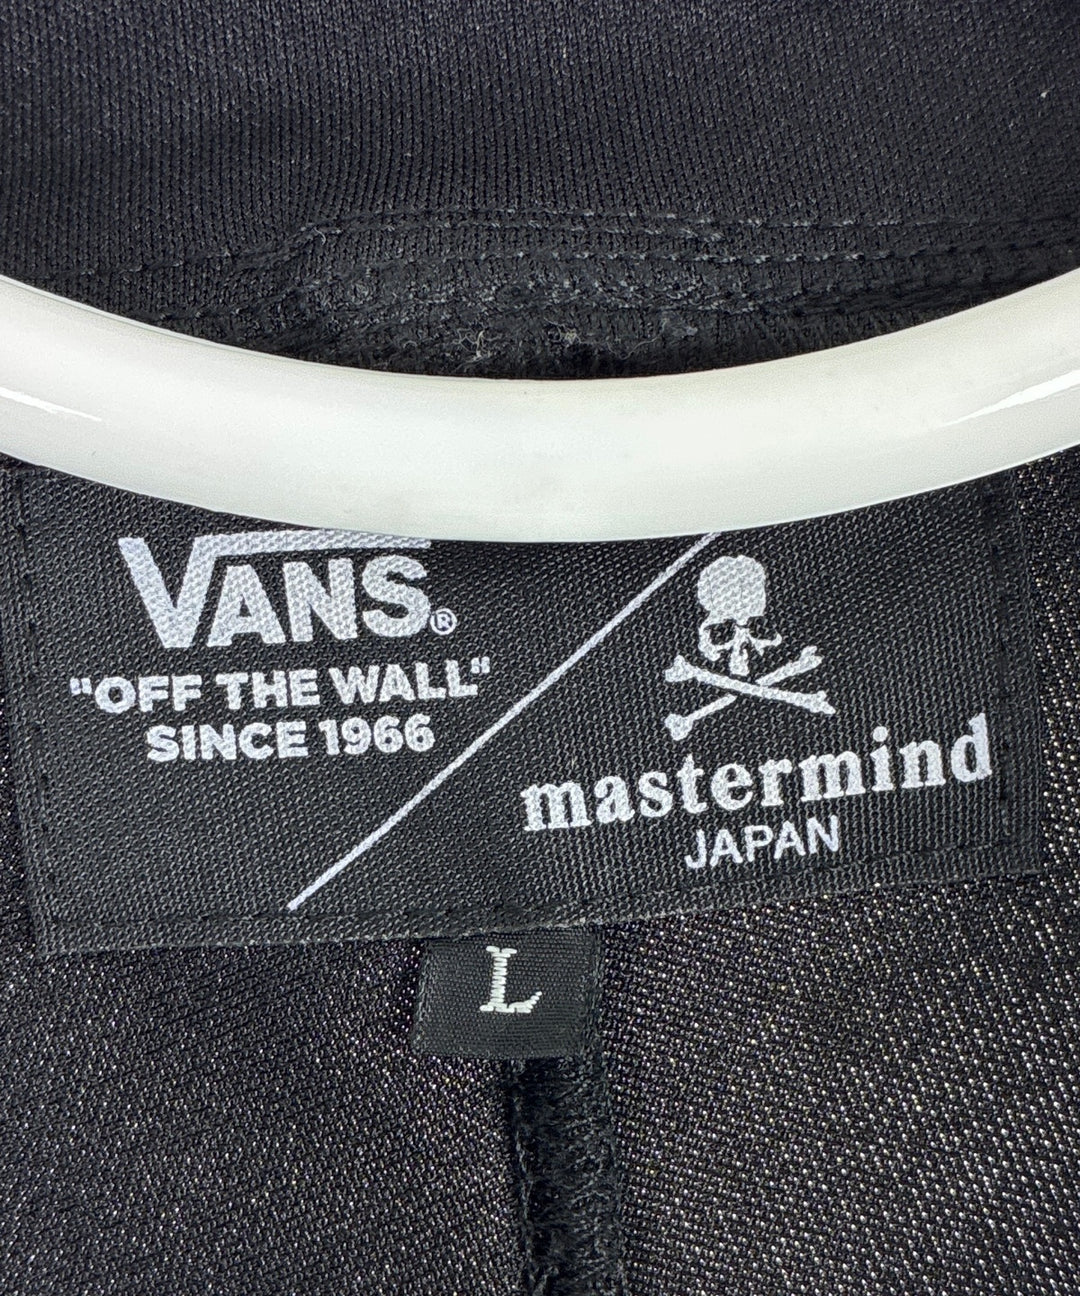 VANS®
"OFF THE WALL"
SINCE 1966
mastermind
JAPAN
L